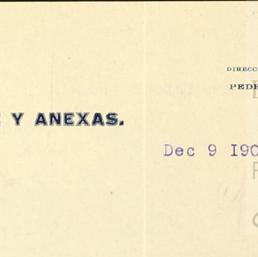 DIRECC
PEDR
Y ANEXAS.
Dec 9 190